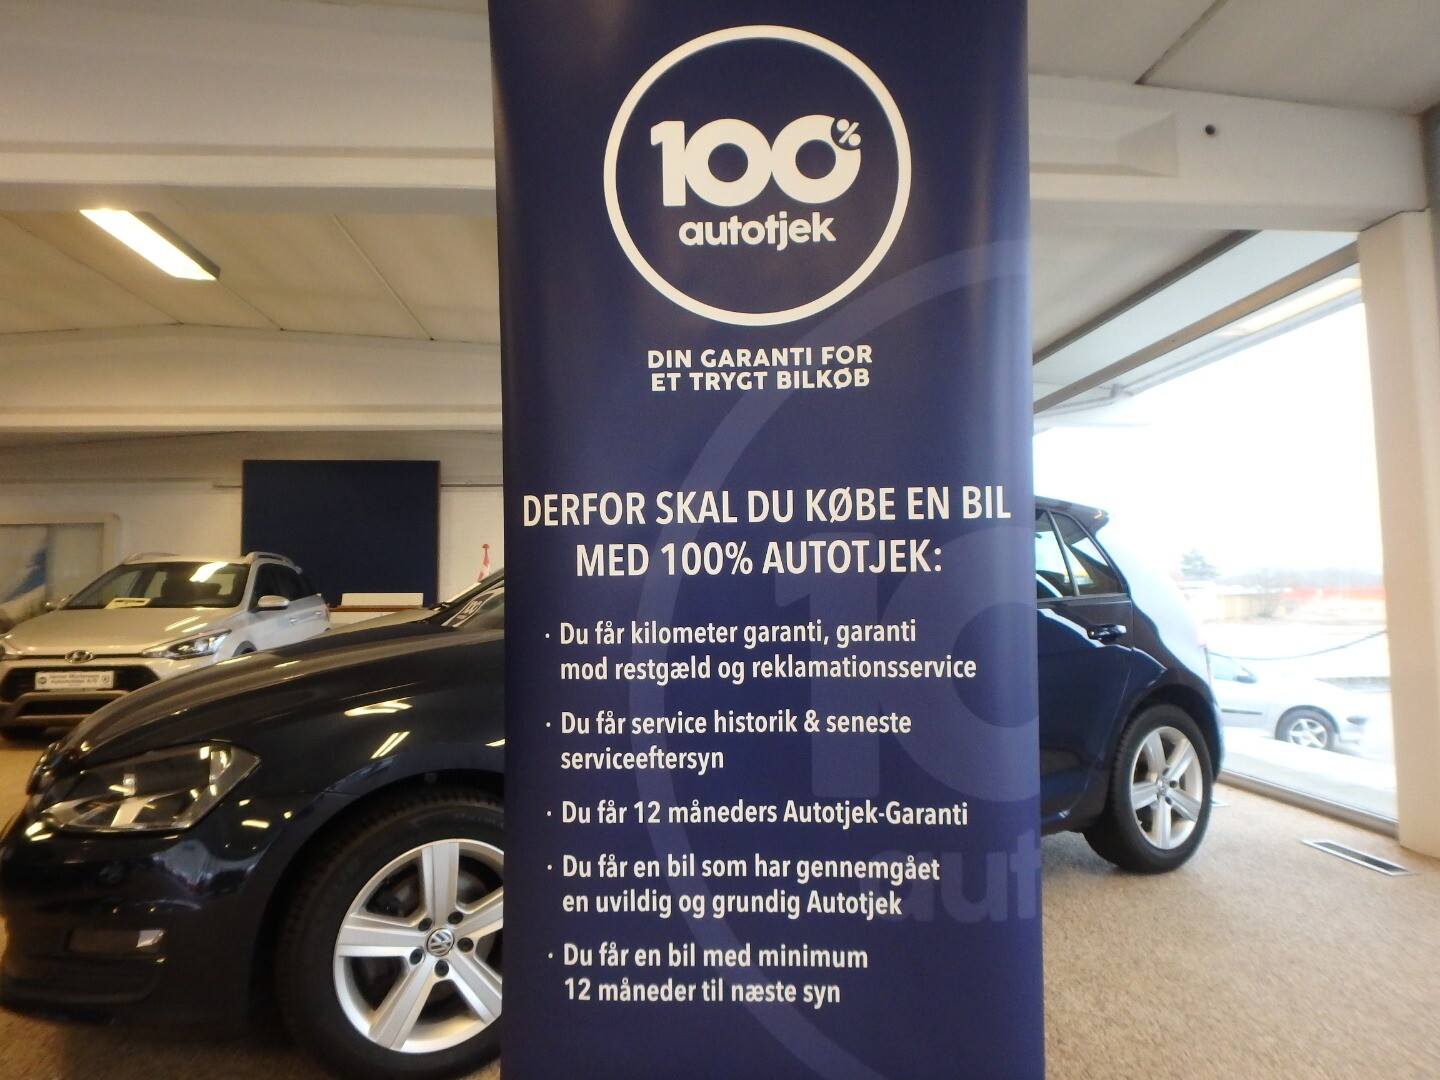 100%
autotjek
DIN GARANTI FOR
ET TRYGT BILKØB
DERFOR SKAL DU KØBE EN BIL
MED 100% AUTOTJEK:
· Du får kilometer garanti, garanti
mod restgæld og reklamationsservice
· Du får service historik & seneste
serviceeftersyn
· Du får 12 måneders Autotjek-Garanti
· Du får en bil som har gennemgået
en uvildig og grundig Autotjek
· Du får en bil med minimum
12 måneder til næste syn